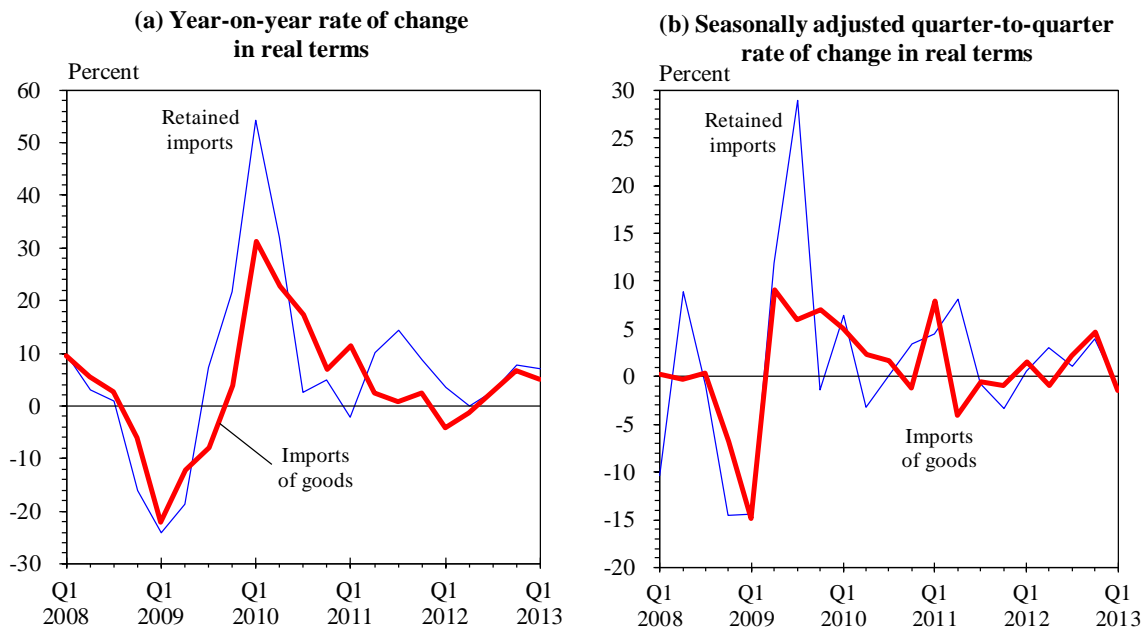 (a) Year-on-year rate of change
in real terms
Percent
60
50
40
30
20
10
0
-10
-20
-30
Retained
imports
Imports
of goods
Q1 Q1 Q1 Q1 Q1 Q1
2008 2009 2010 2011 2012 2013
(b) Seasonally adjusted quarter-to-quarter
rate of change in real terms
Percent
30
25
20
15
10
5
0
-5
-10
-15
-20
Retained
imports
Imports
of goods
Q1 Q1 Q1 Q1 Q1 Q1
2008 2009 2010 2011 2012 2013